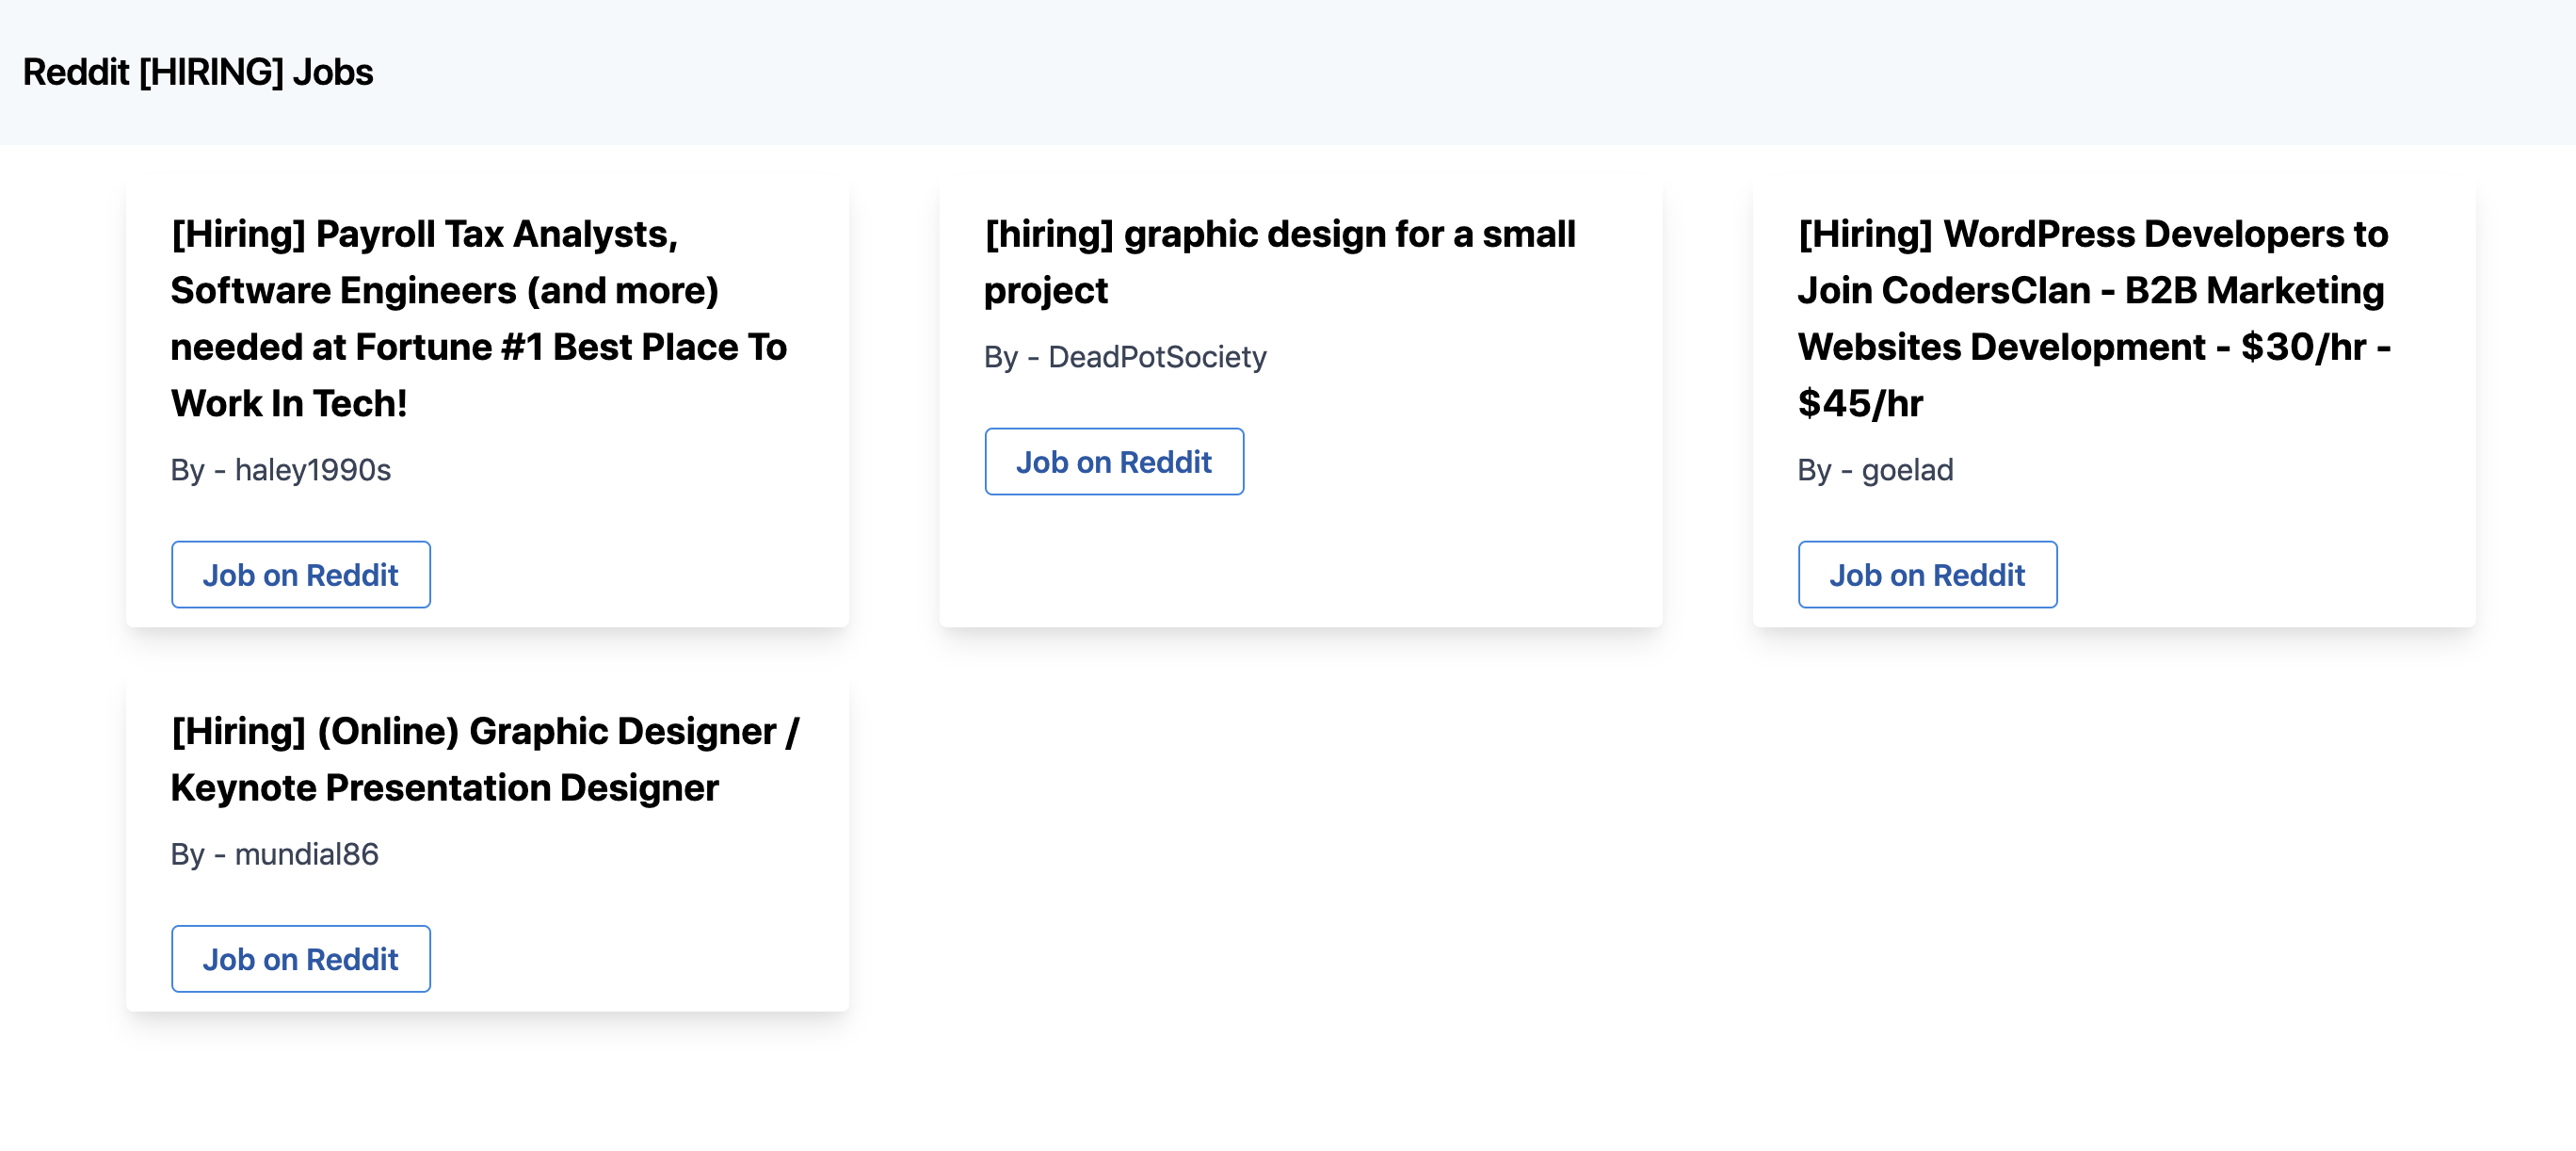 Reddit [HIRING] Jobs
[Hiring] Payroll Tax Analysts,
Software Engineers (and more)
needed at Fortune #1 Best Place To
Work In Tech!
By - haley1990s
Job on Reddit
[hiring] graphic design for a small
project
By - DeadPotSociety
Job on Reddit
[Hiring] WordPress Developers to
Join CodersClan - B2B Marketing
Websites Development - $30/hr -
$45/hr
By - goelad
Job on Reddit
[Hiring] (Online) Graphic Designer /
Keynote Presentation Designer
By - mundial86
Job on Reddit